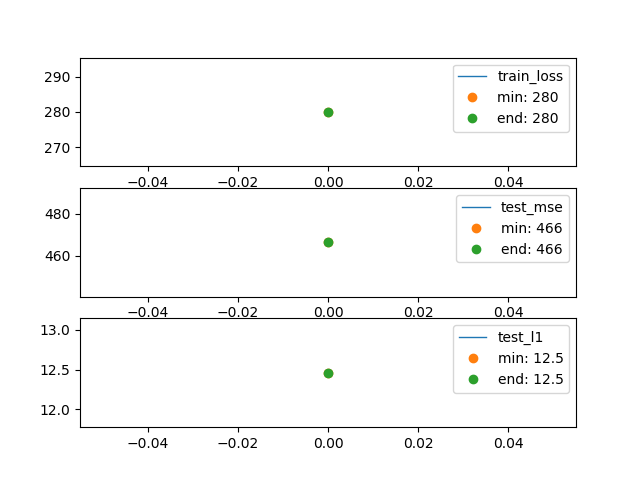 290
280
270
train_loss
min: 280
end: 280
−0.04 −0.02 0.00 0.02 0.04
480
460
test_mse
min: 466
end: 466
−0.04 −0.02 0.00 0.02 0.04
13.0
12.5
12.0
test_l1
min: 12.5
end: 12.5
−0.04 −0.02 0.00 0.02 0.04